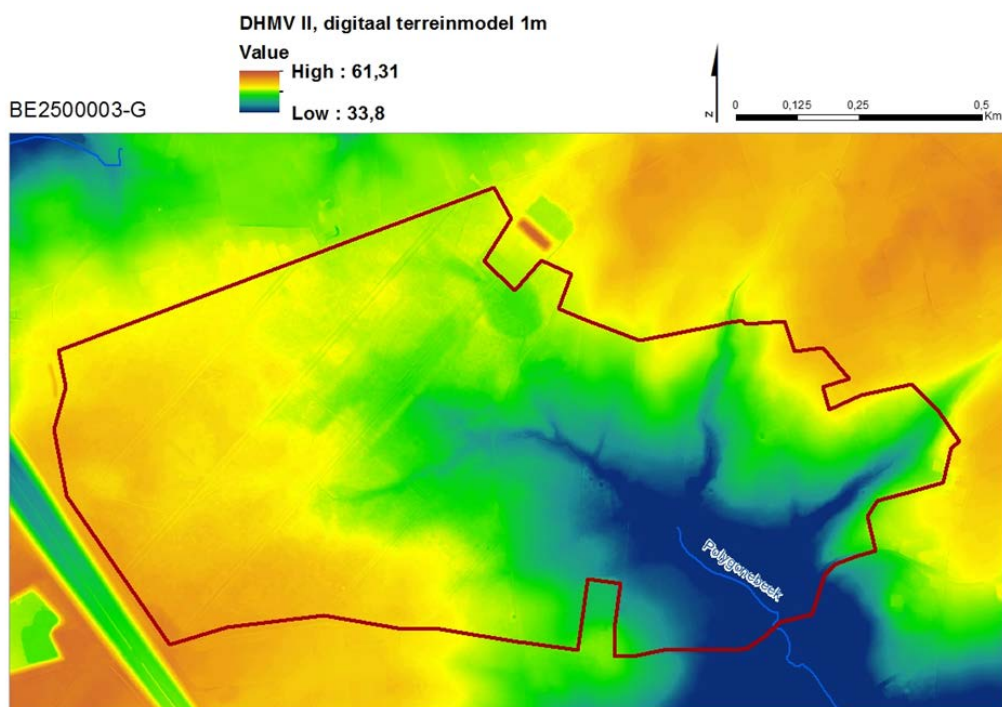 DHMV II, digitaal terreinmodel 1m
Value
High : 61,31
Low : 33,8
BE2500003-G
N
0 0,125 0,25 0,5
Km
Polygonebeek